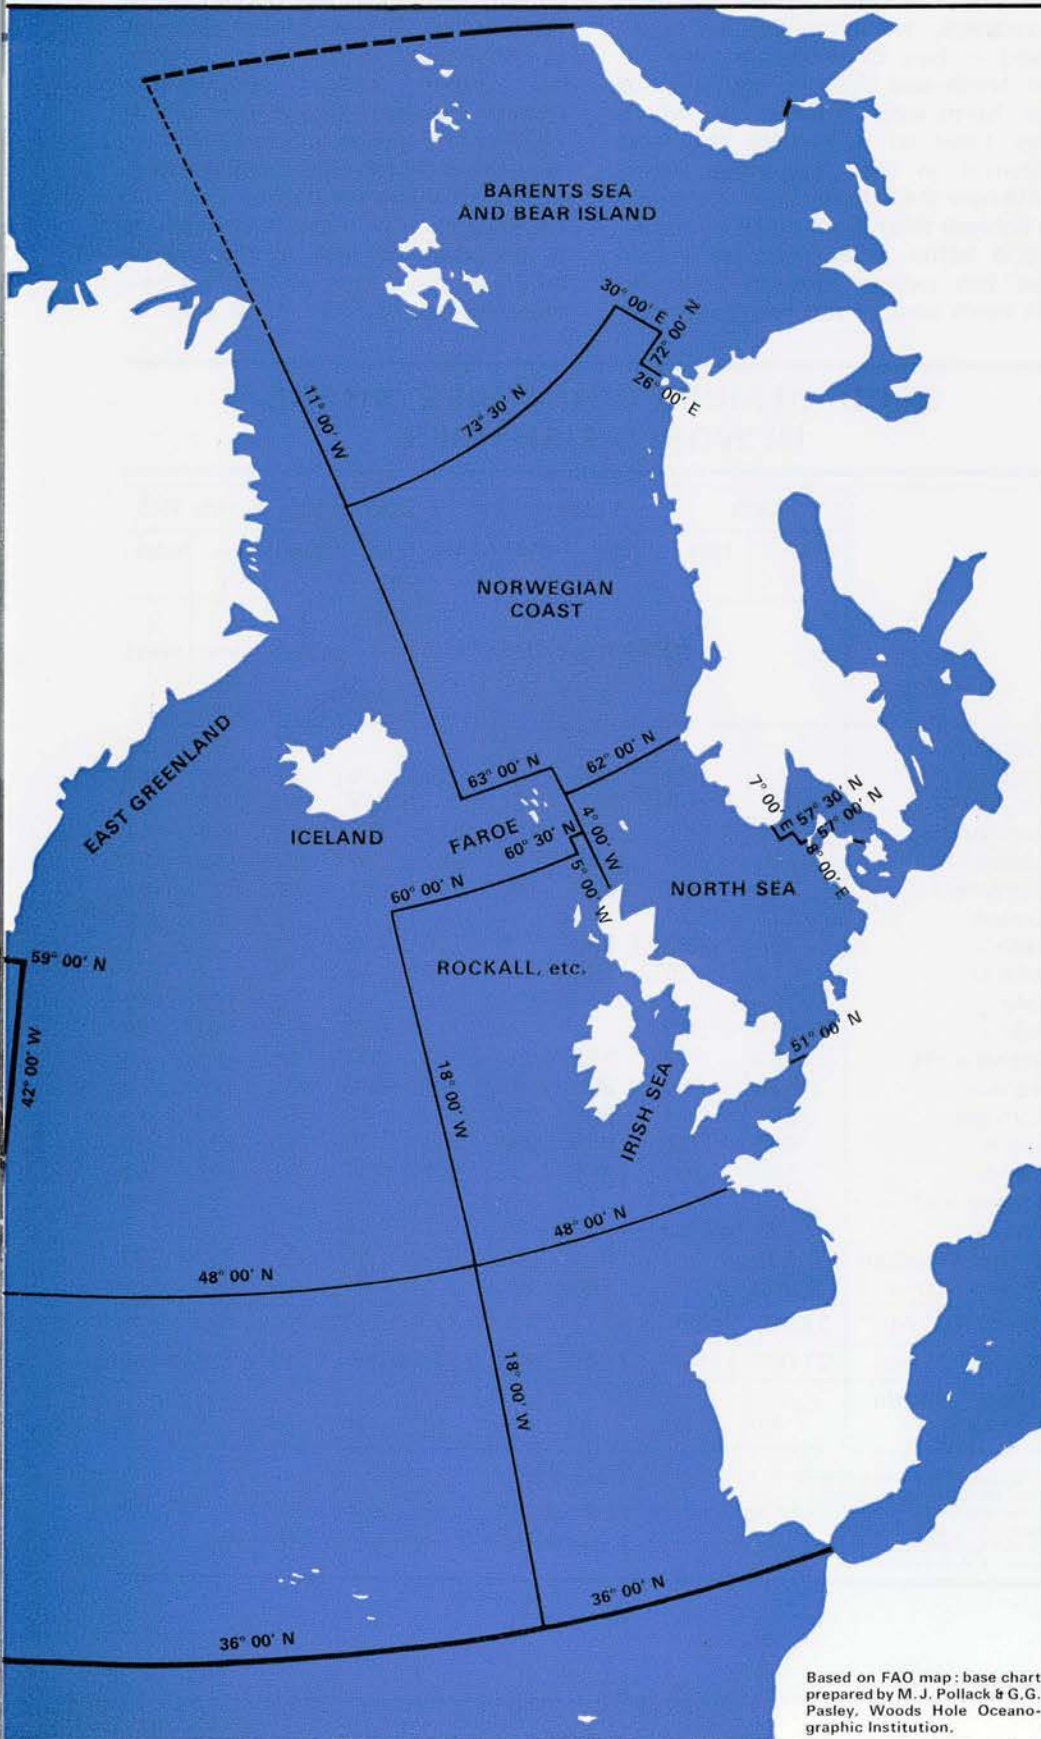 BARENTS SEA
AND BEAR ISLAND
30° 00' E
72° 00' N
26° 00' E
11° 00' W
73° 30' N
NORWEGIAN
COAST
EAST GREENLAND
63° 00' N
62° 00' N
7° 00' E
57° 30' N
57° 00' N
8° 00' E
ICELAND
FAROE
60° 30' N
4° 00' W
5° 00' W
60° 00' N
NORTH SEA
59° 00' N
ROCKALL, etc.
42° 00' W
18° 00' W
IRISH SEA
51° 00' N
48° 00' N
48° 00' N
18° 00' W
36° 00' N
36° 00' N
Based on FAO map : base chart
prepared by M. J. Pollack & G.G.
Pasley, Woods Hole Oceano-
graphic Institution.